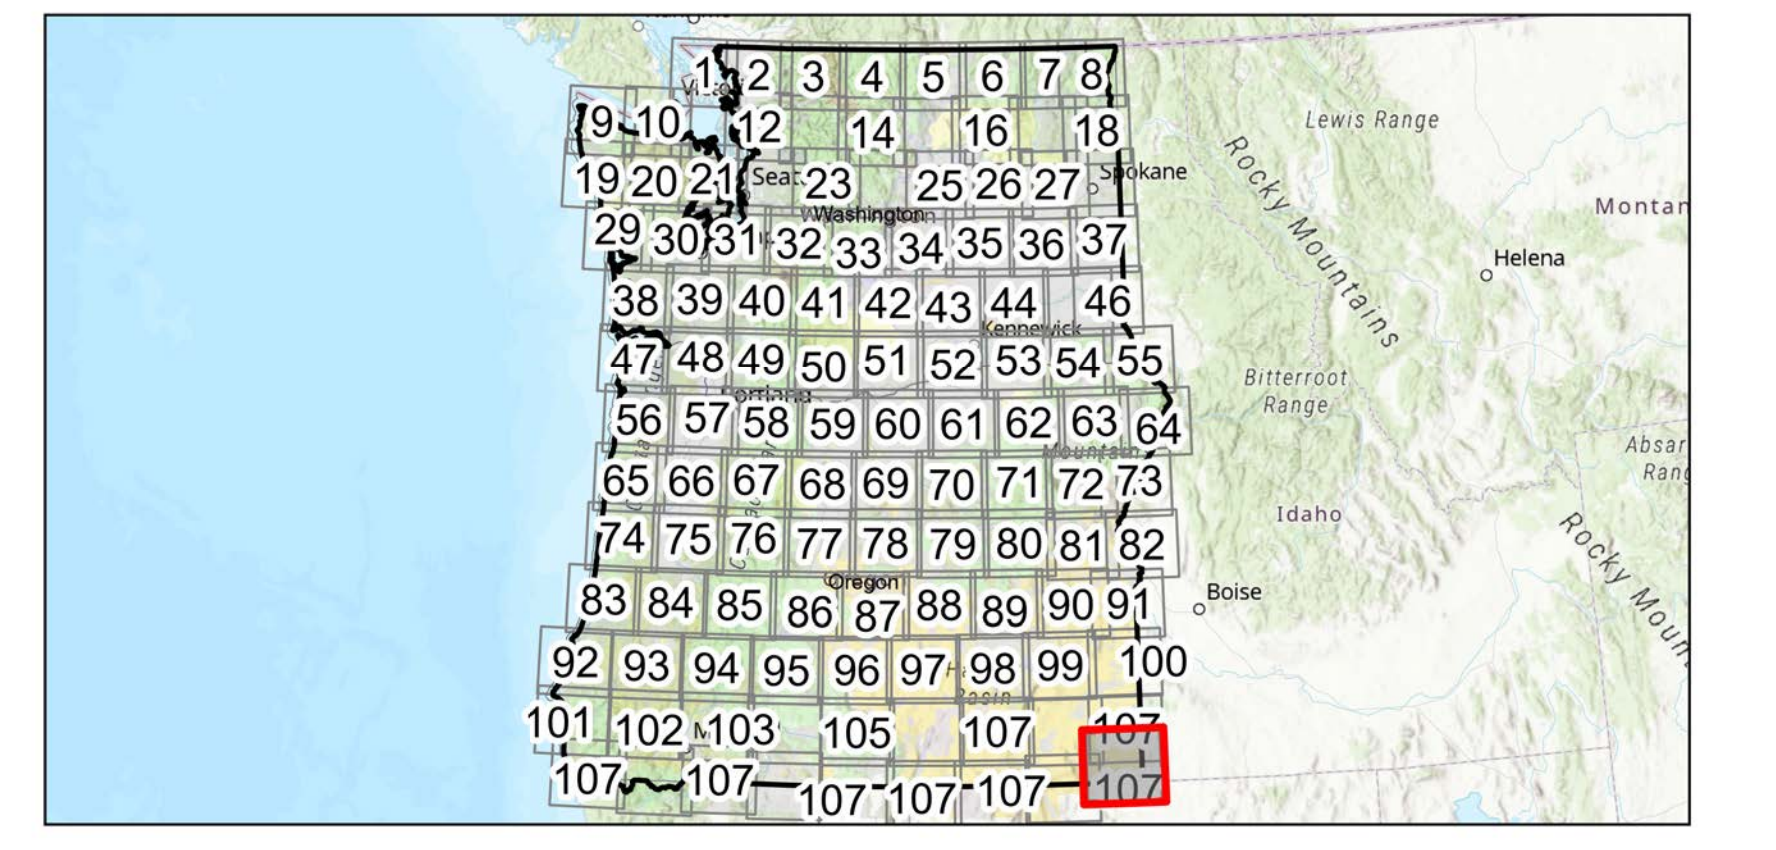 1 2 3 4 5 6 7 8
Victori
9 10 12 14 16 18
Lewis Range
19 20 21 Seat 23 25 26 27 Spokane
Rocky Mountains
Montan
Washington
29 30 31 32 33 34 35 36 37
Helena
38 39 40 41 42 43 44 46
Kennewick
47 48 49 50 51 52 53 54 55
Bitterroot
Range
Portland
56 57 58 59 60 61 62 63 64
Mountain
Absar
Rang
65 66 67 68 69 70 71 72 73
Idaho
Rocky Moun
74 75 76 77 78 79 80 81 82
Oregon
Boise
83 84 85 86 87 88 89 90 91
92 93 94 95 96 97 98 99 100
Basin
101 102 M 103 105 107 107
107 107 107 107 107 107